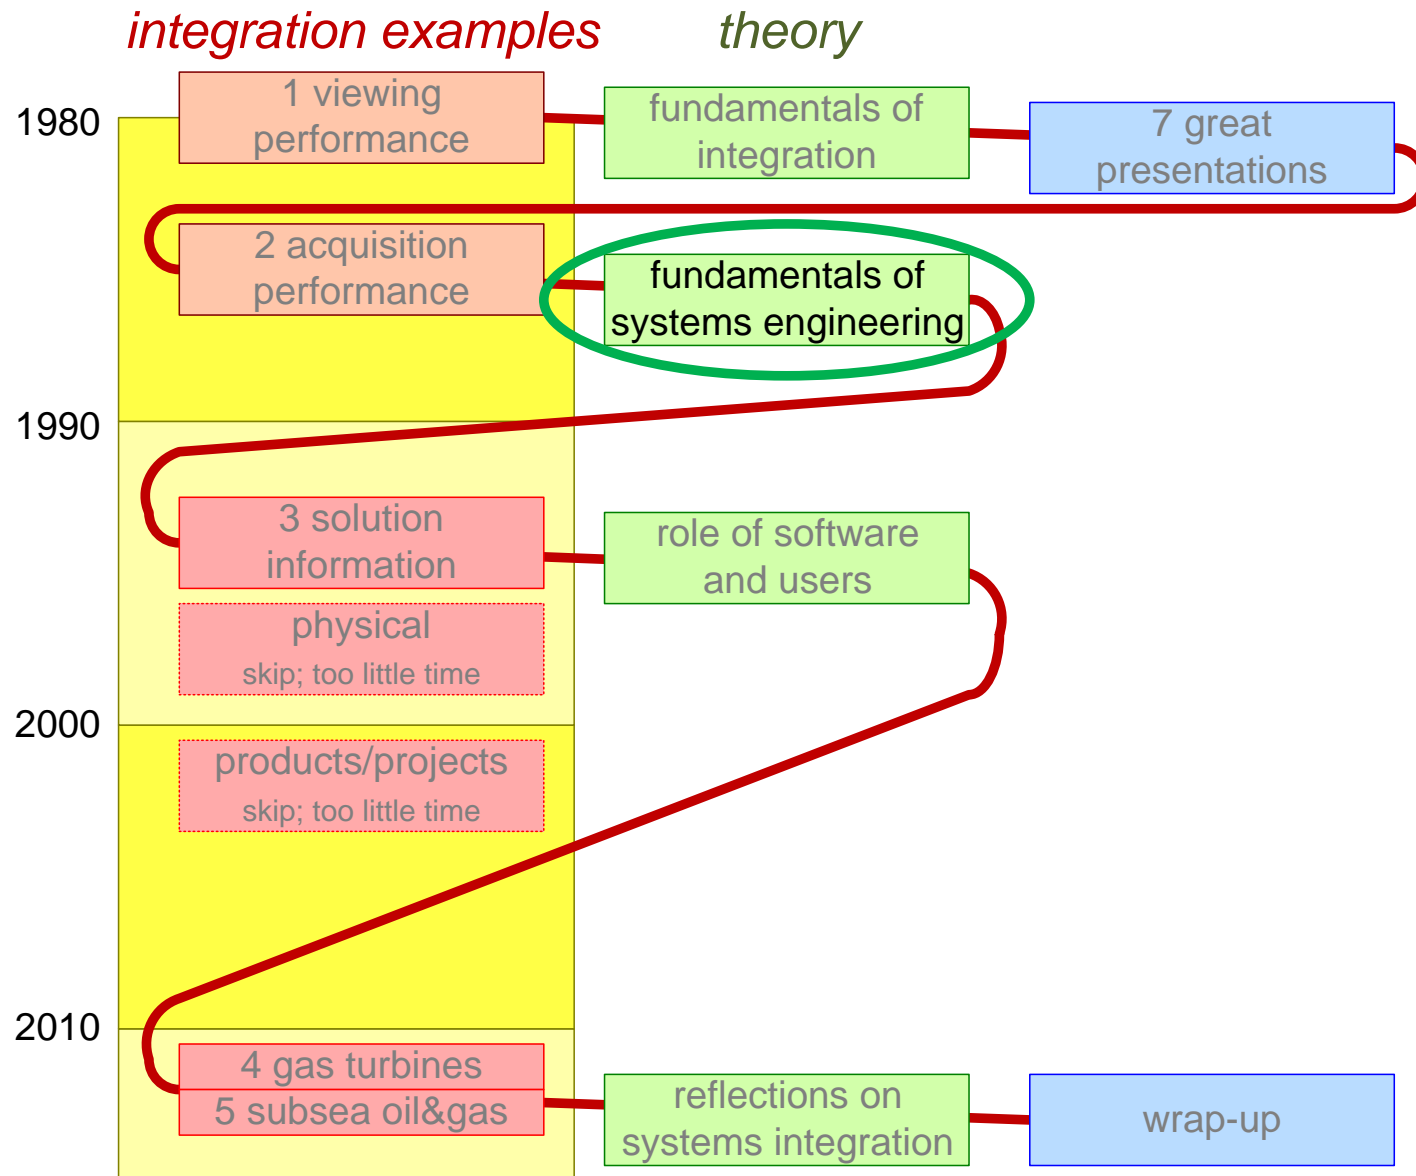 integration examples
theory
1980
1 viewing
performance
fundamentals of
integration
7 great
presentations
2 acquisition
performance
fundamentals of
systems engineering
1990
3 solution
information
role of software
and users
physical
skip; too little time
2000
products/projects
skip; too little time
2010
4 gas turbines
5 subsea oil&gas
reflections on
systems integration
wrap-up